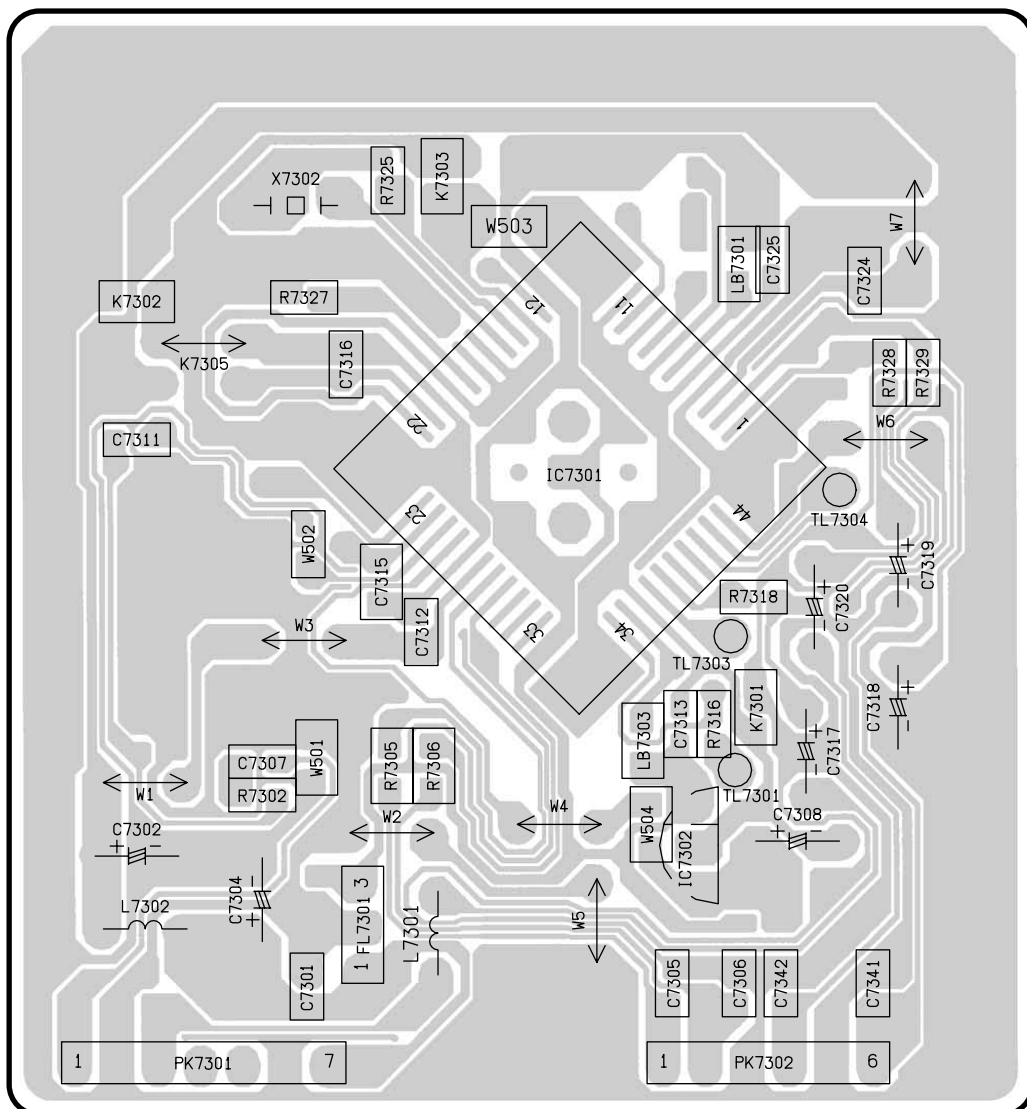 X7302
R7325
K7303
W503
W7
LB7301
C7325
C7324
K7302
R7327
12
11
K7305
C7316
R7328
R7329
22
1
W6
C7311
IC7301
23
44
TL7304
W502
C7315
C7319
+
-
R7318
C7320
+
-
W3
C7312
33
34
TL7303
K7301
C7318
+
-
LB7303
C7313
R7316
C7317
+
-
C7307
R7302
W501
R7305
R7306
W1
W2
W4
TL7301
C7302
+ -
C7308
+ -
W504
IC7302
C7304
-
+
L7302
1 FL7301 3
L7301
W5
C7301
C7305
C7306
C7342
C7341
1 PK7301 7
1 PK7302 6